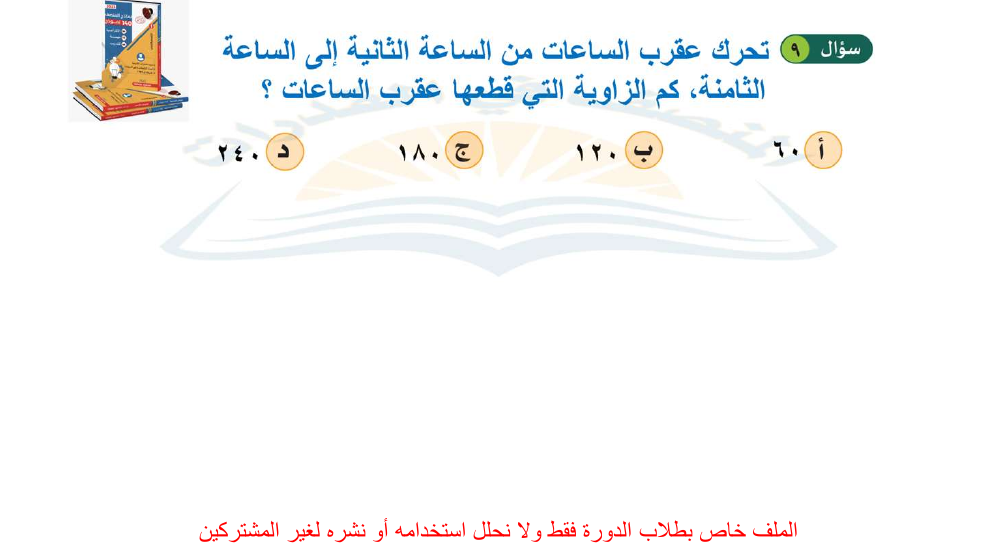 سؤال ٩ تحرك عقرب الساعات من الساعة الثانية إلى الساعة
الثامنة، كم الزاوية التي قطعها عقرب الساعات ؟
أ ٦٠ ب ١٢٠ ج ١٨٠ د ٢٤٠
الملف خاص بطلاب الدورة فقط ولا نحلل استخدامه أو نشره لغير المشتركين